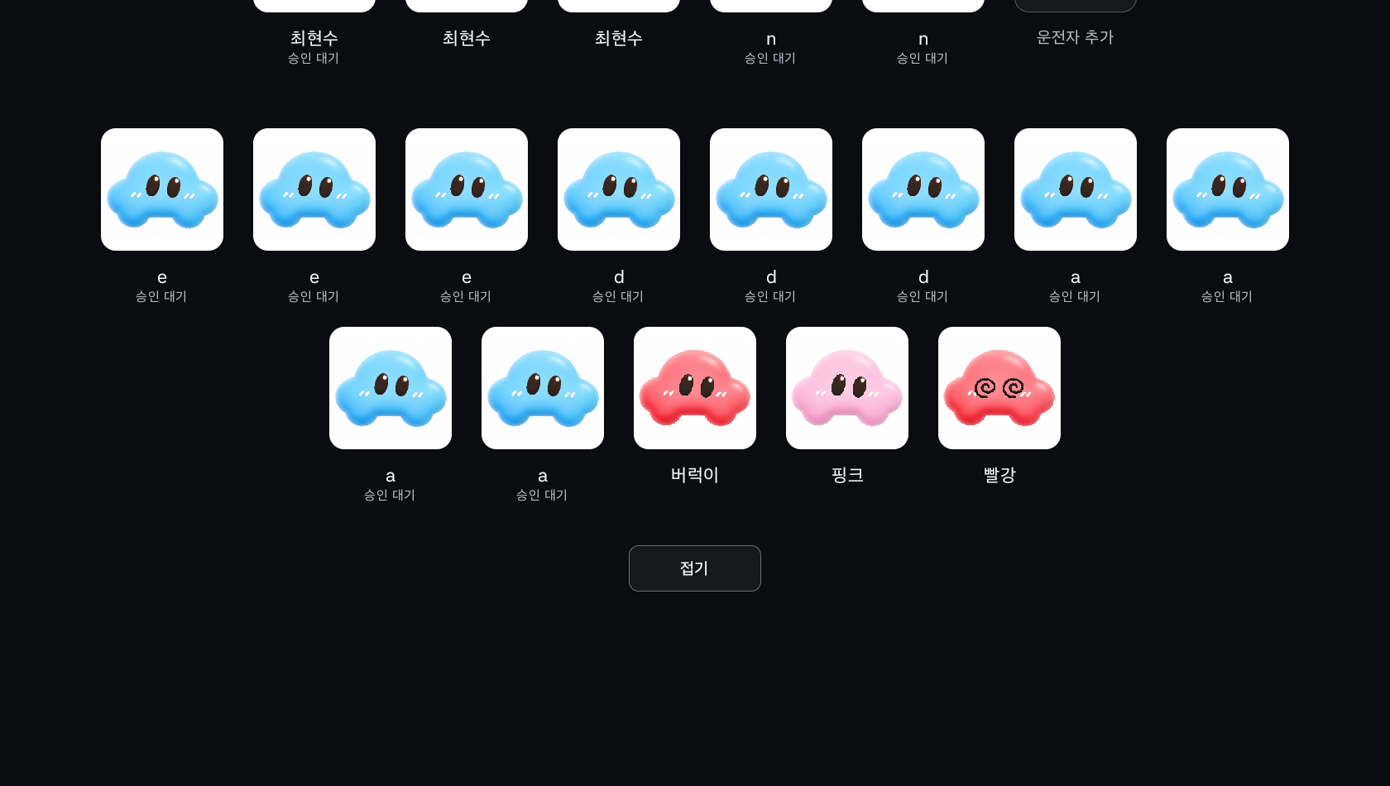 최현수 최현수 최현수 n n 운전자 추가
승인 대기 승인 대기 승인 대기
e e e d d d a a
승인 대기 승인 대기 승인 대기 승인 대기 승인 대기 승인 대기 승인 대기 승인 대기
a a 버럭이 핑크 빨강
승인 대기 승인 대기
접기